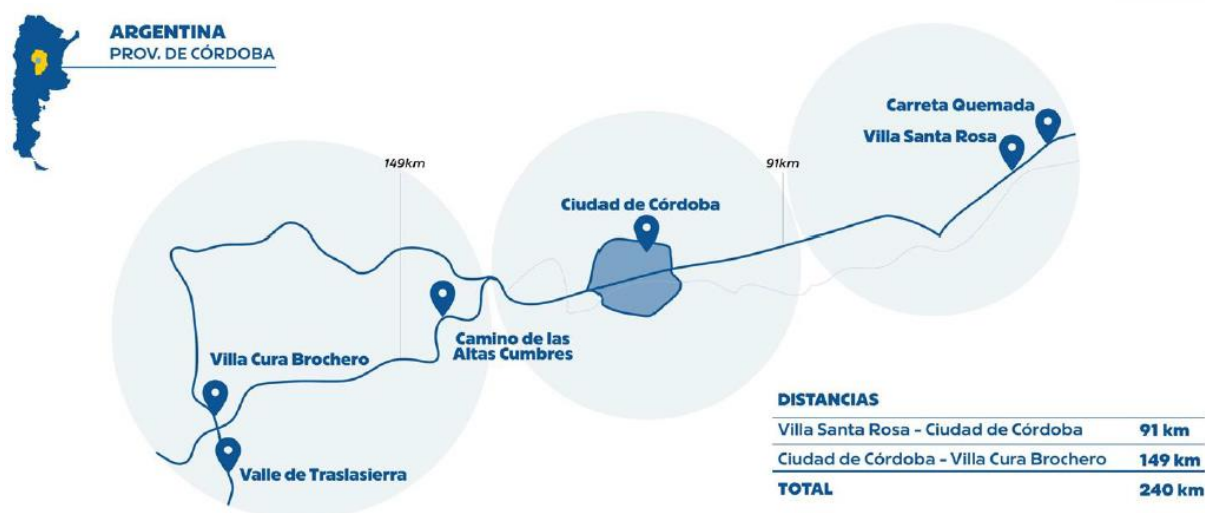 ARGENTINA
PROV. DE CÓRDOBA
Carreta Quemada
Villa Santa Rosa
149km
91km
Ciudad de Córdoba
Camino de las
Altas Cumbres
Villa Cura Brochero
Valle de Traslasierra
DISTANCIAS
Villa Santa Rosa - Ciudad de Córdoba 91 km
Ciudad de Córdoba - Villa Cura Brochero 149 km
TOTAL 240 km